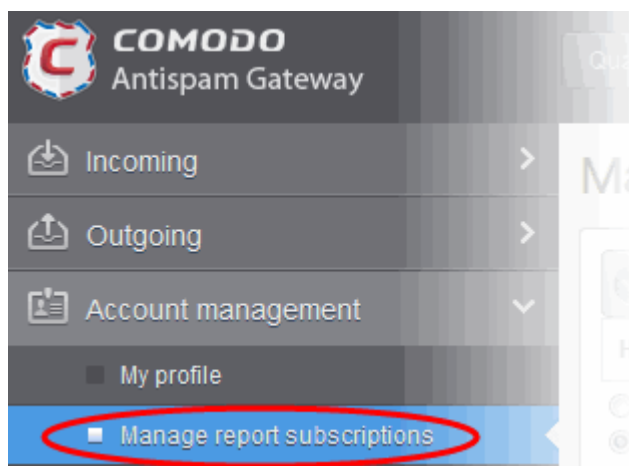 COMODO
Antispam Gateway
Incoming
Outgoing
Account management
My profile
Manage report subscriptions